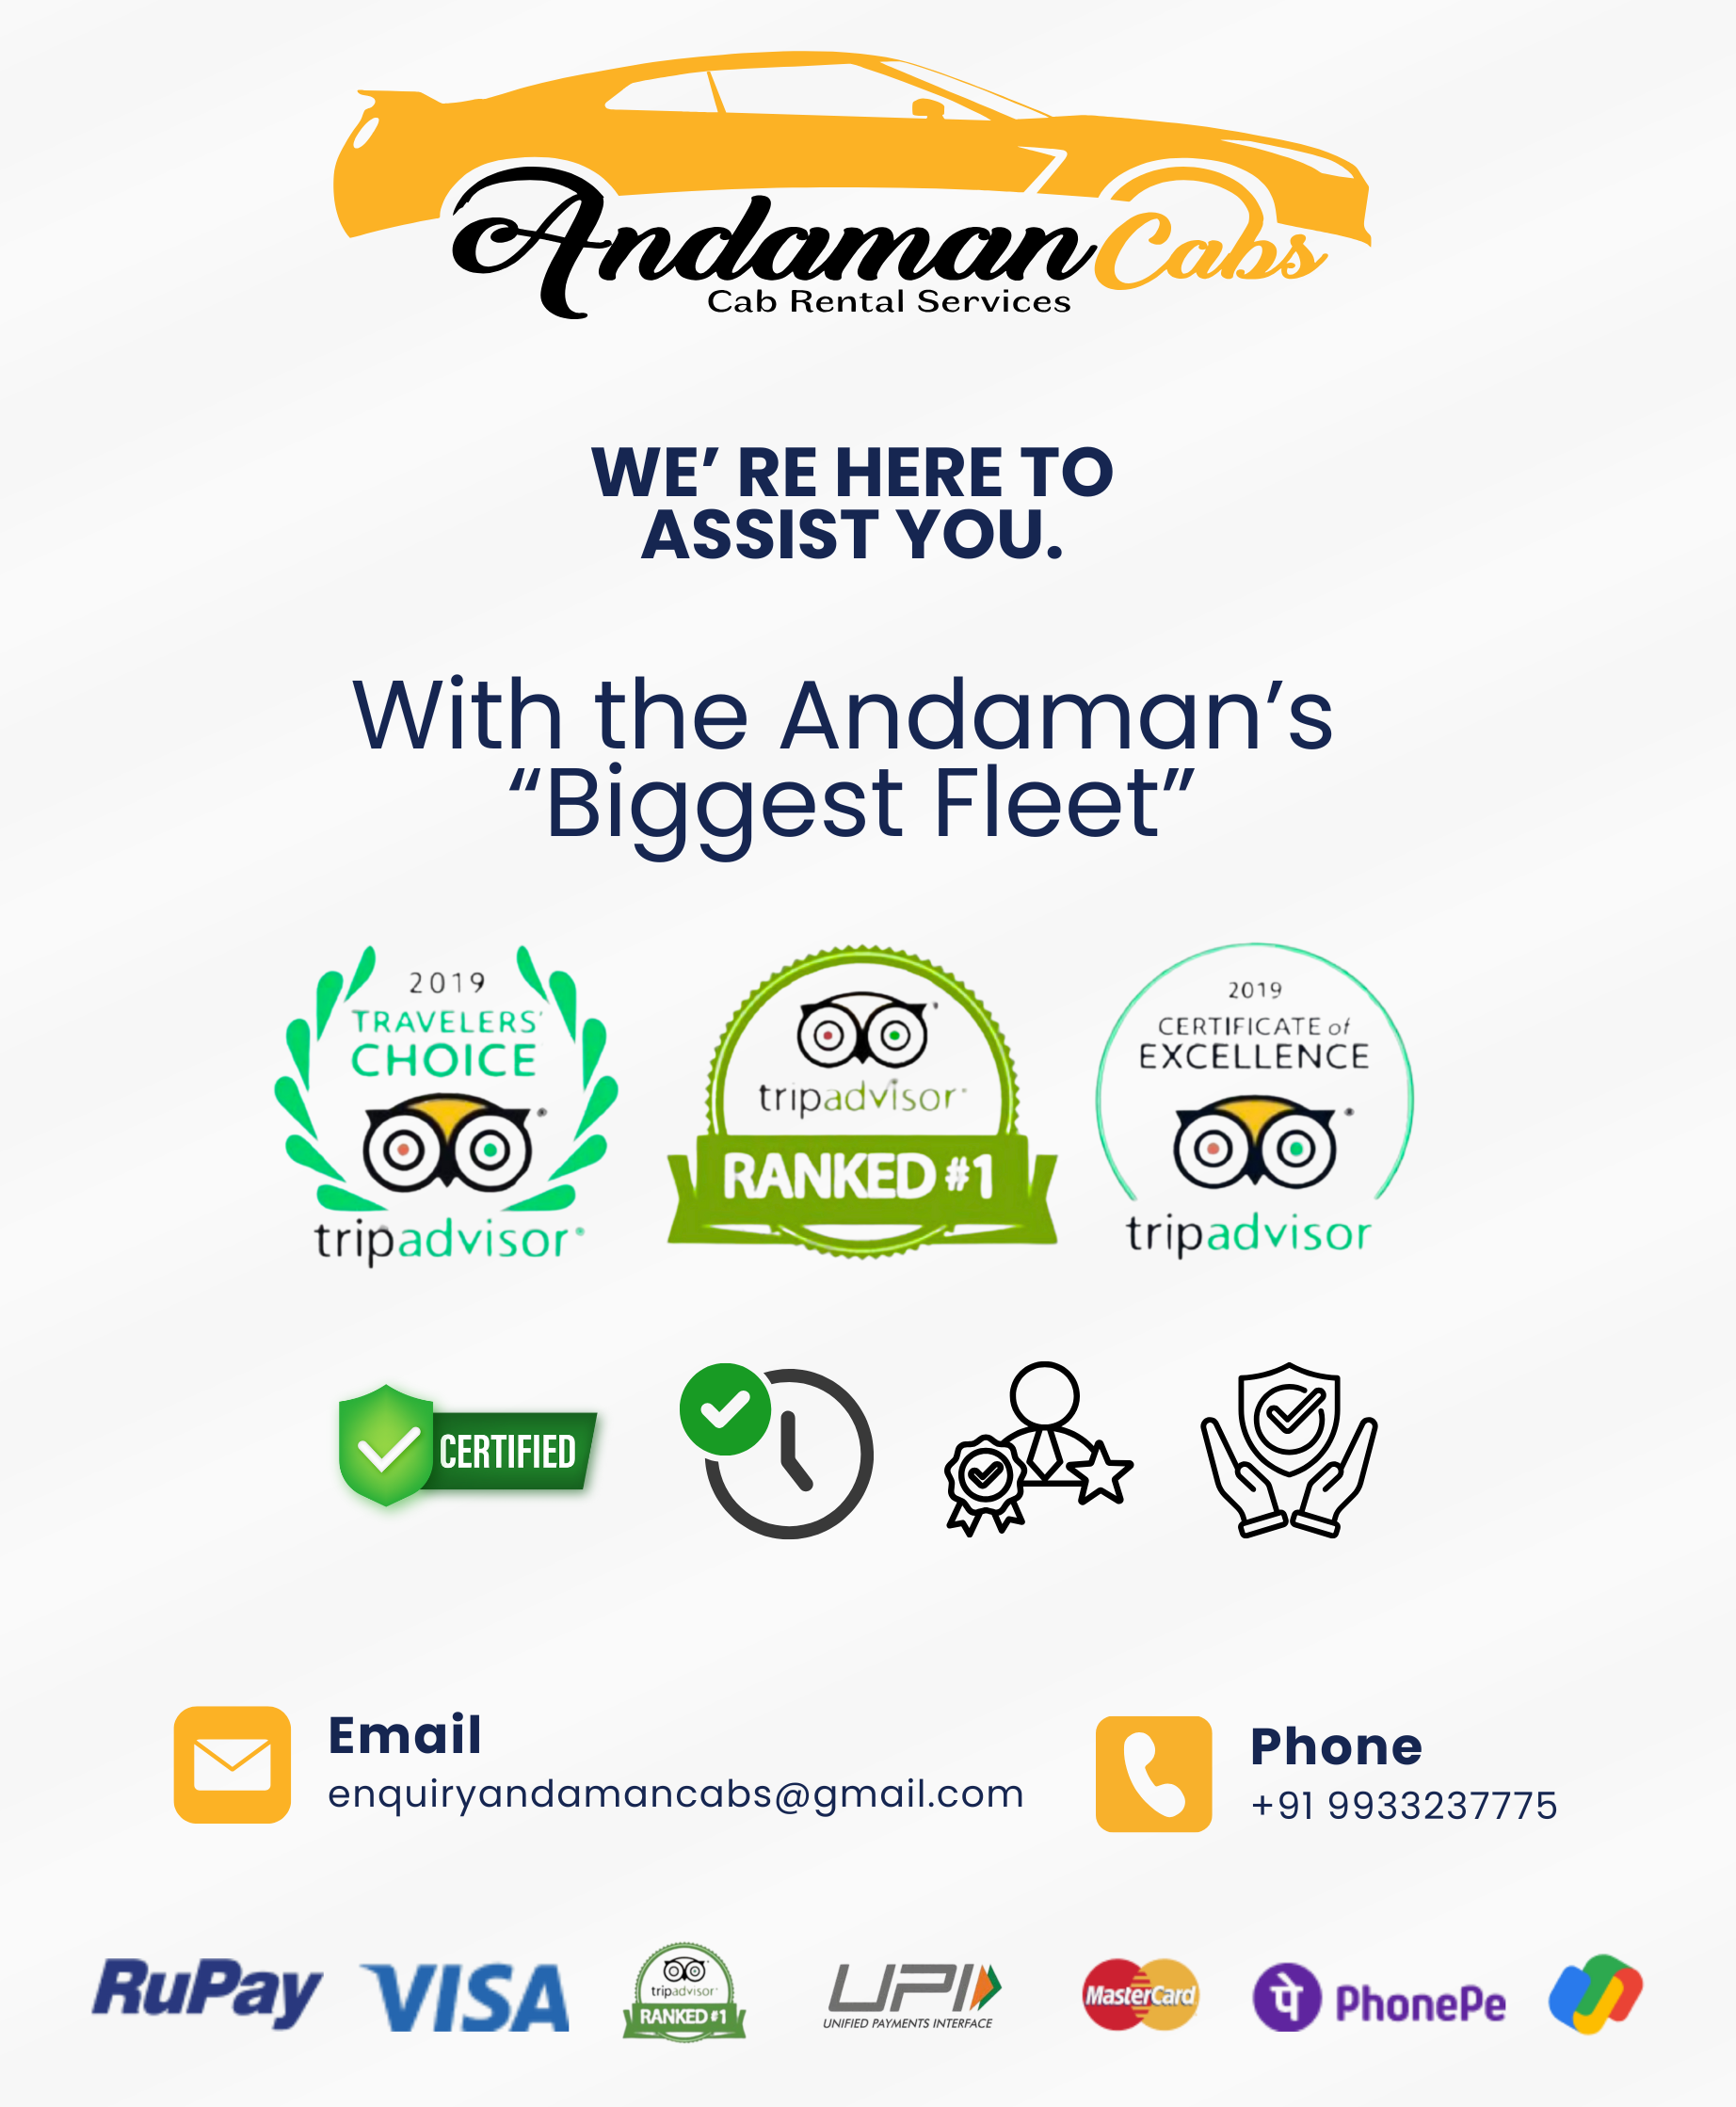 Andaman Cabs
Cab Rental Services
WE’ RE HERE TO
ASSIST YOU.
With the Andaman’s
“Biggest Fleet”
2019
TRAVELERS'
CHOICE
tripadvisor®
tripadvisor®
RANKED #1
2019
CERTIFICATE of
EXCELLENCE
tripadvisor
CERTIFIED
Email
enquiryandamancabs@gmail.com
Phone
+91 9933237775
RuPay
VISA
tripadvisor
RANKED #1
UPI
UNIFIED PAYMENTS INTERFACE
MasterCard
पे PhonePe